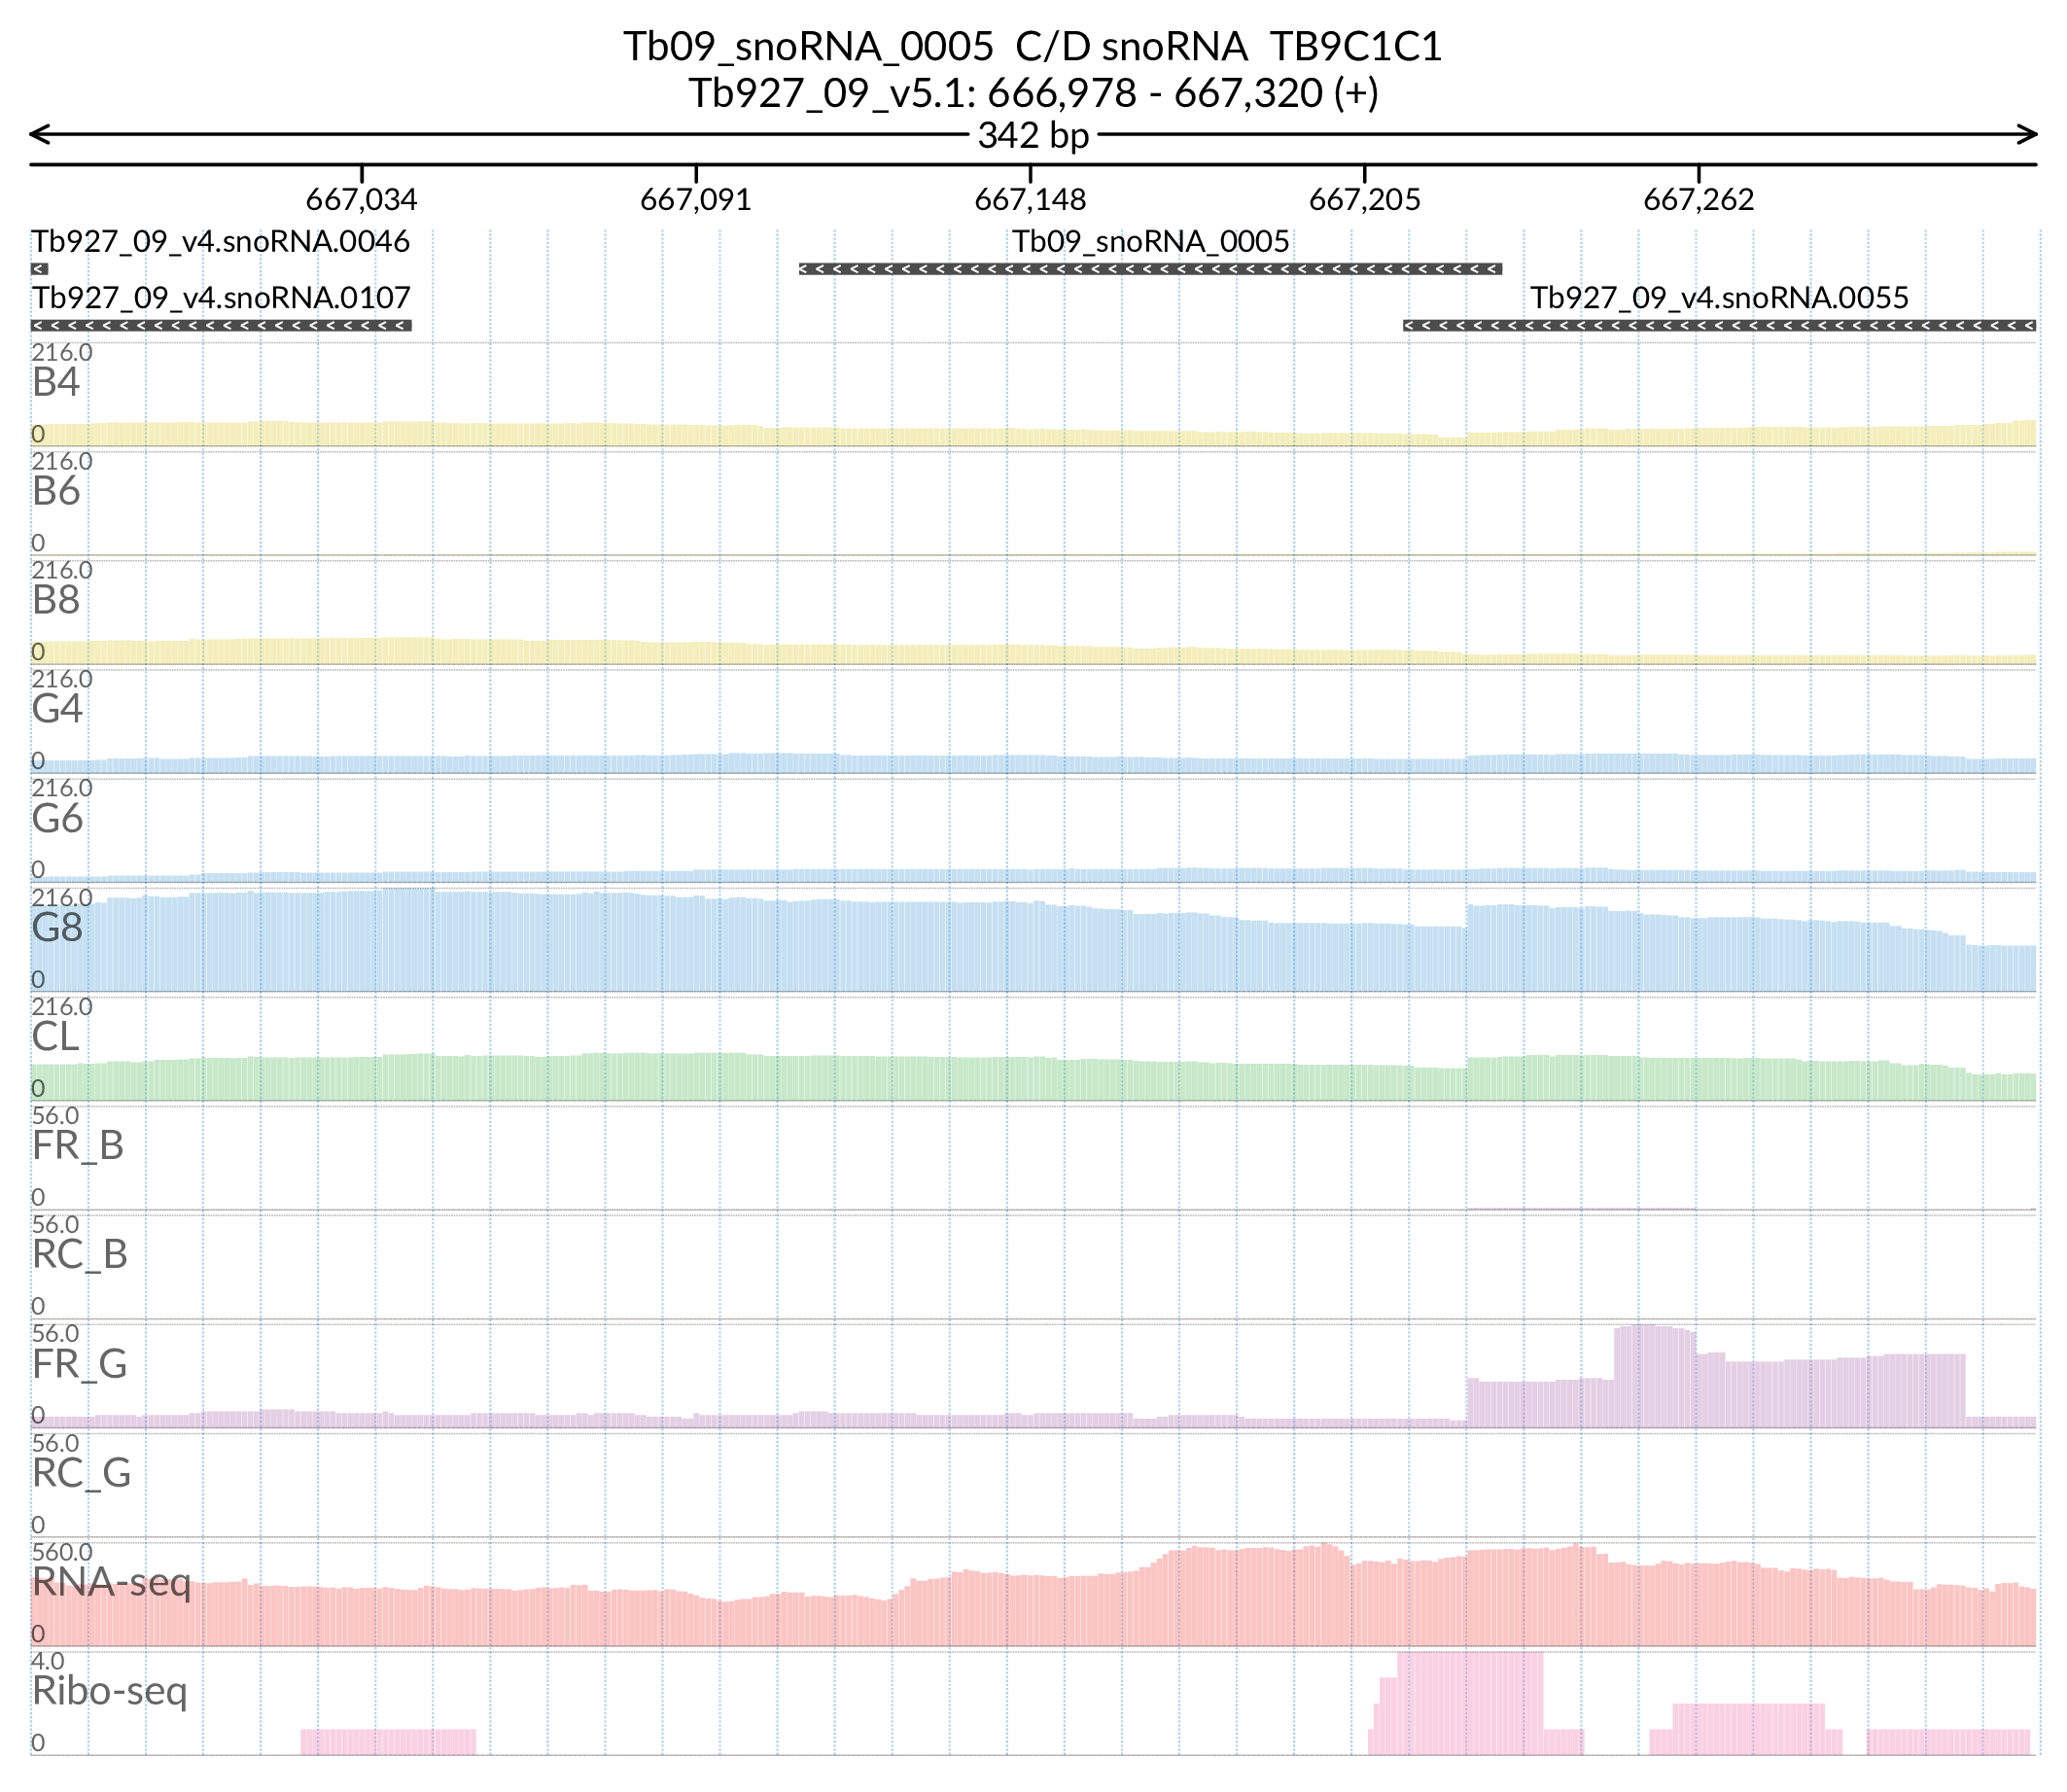 Tb09_snoRNA_0005 C/D snoRNA TB9C1C1
Tb927_09_v5.1: 666,978 - 667,320 (+)
342 bp
667,034 667,091 667,148 667,205 667,262
Tb927_09_v4.snoRNA.0046 Tb09_snoRNA_0005
Tb927_09_v4.snoRNA.0107 Tb927_09_v4.snoRNA.0055
216.0
B4
0
216.0
B6
0
216.0
B8
0
216.0
G4
0
216.0
G6
0
216.0
G8
0
216.0
CL
0
56.0
FR_B
0
56.0
RC_B
0
56.0
FR_G
0
56.0
RC_G
0
560.0
RNA-seq
0
4.0
Ribo-seq
0